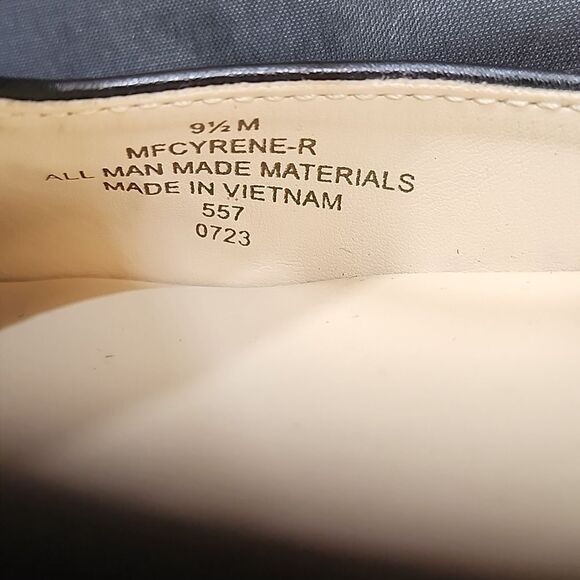 9½ M
MFCYRENE-R
ALL MAN MADE MATERIALS
MADE IN VIETNAM
557
0723